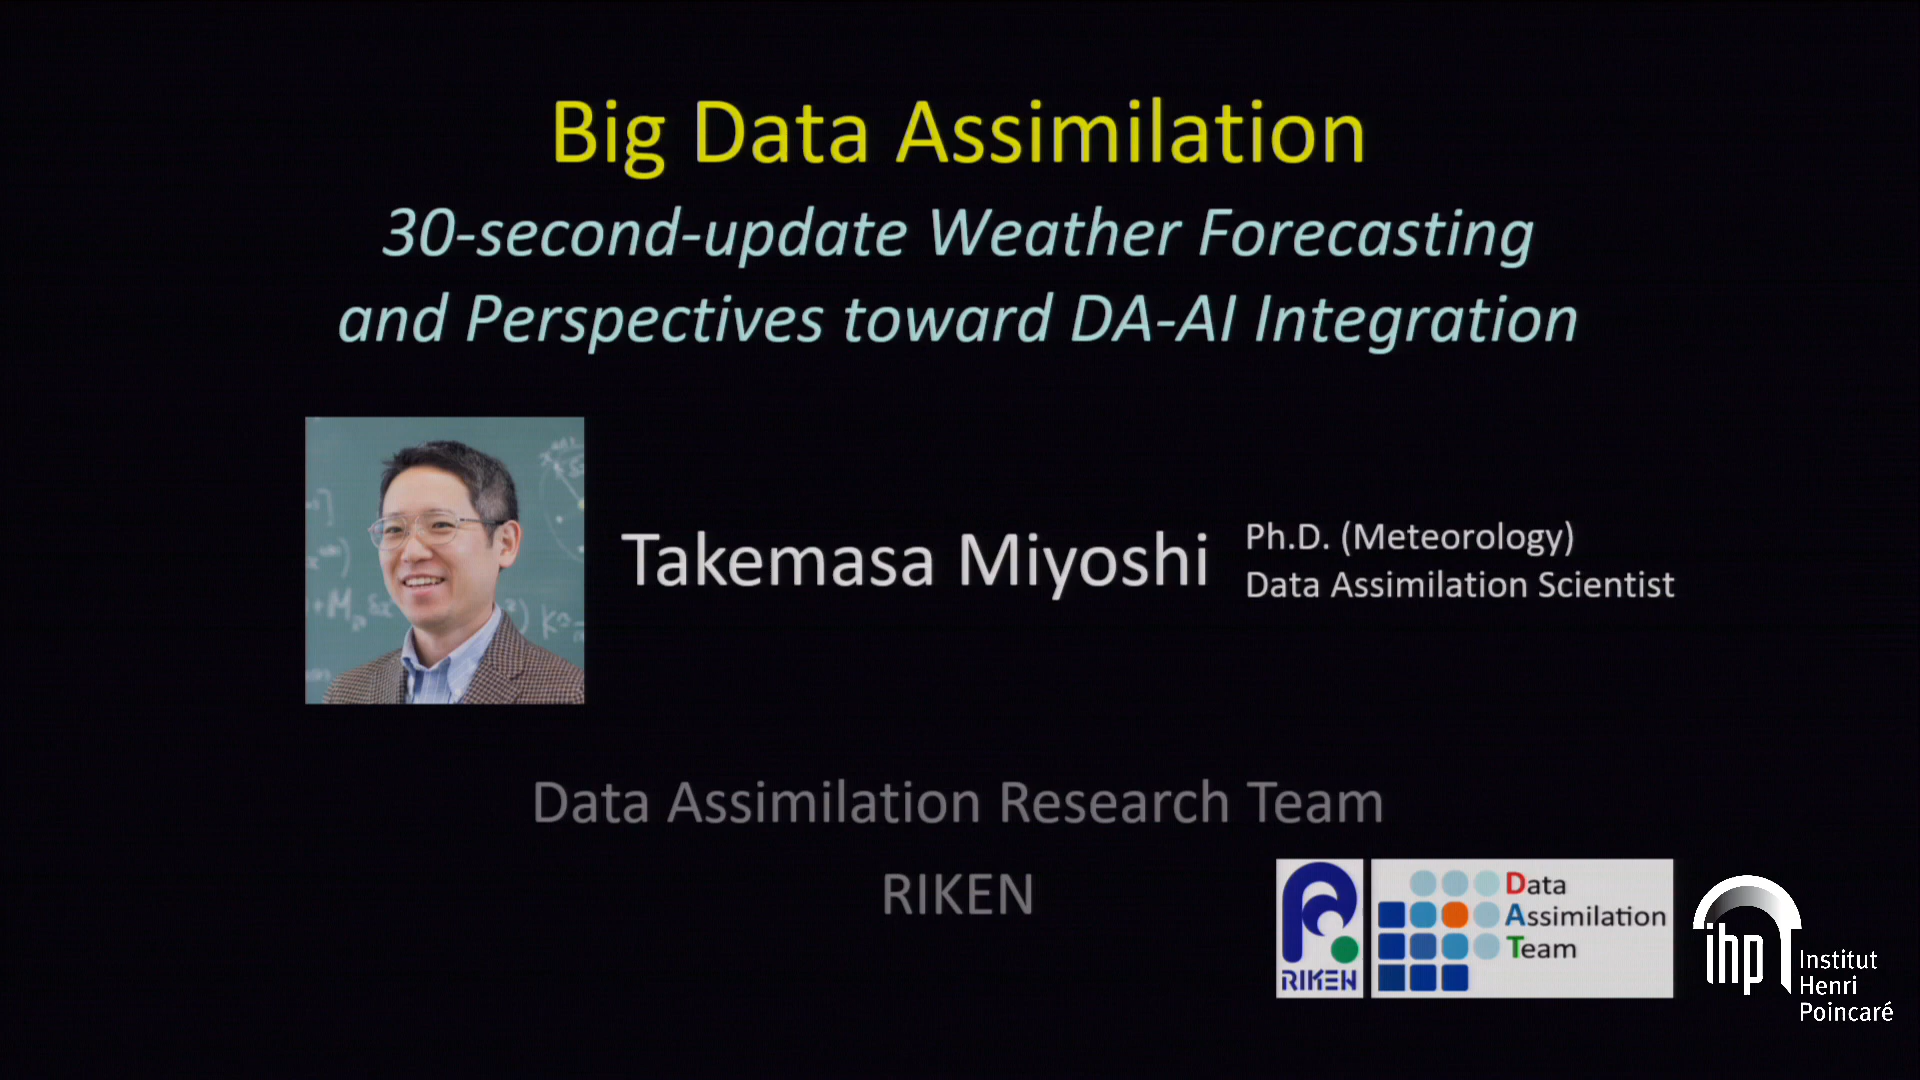 Big Data Assimilation
30-second-update Weather Forecasting
and Perspectives toward DA-AI Integration
Takemasa Miyoshi
Ph.D. (Meteorology)
Data Assimilation Scientist
Data Assimilation Research Team
RIKEN
RIKEN
Data
Assimilation
Team
ihp
Institut
Henri
Poincaré